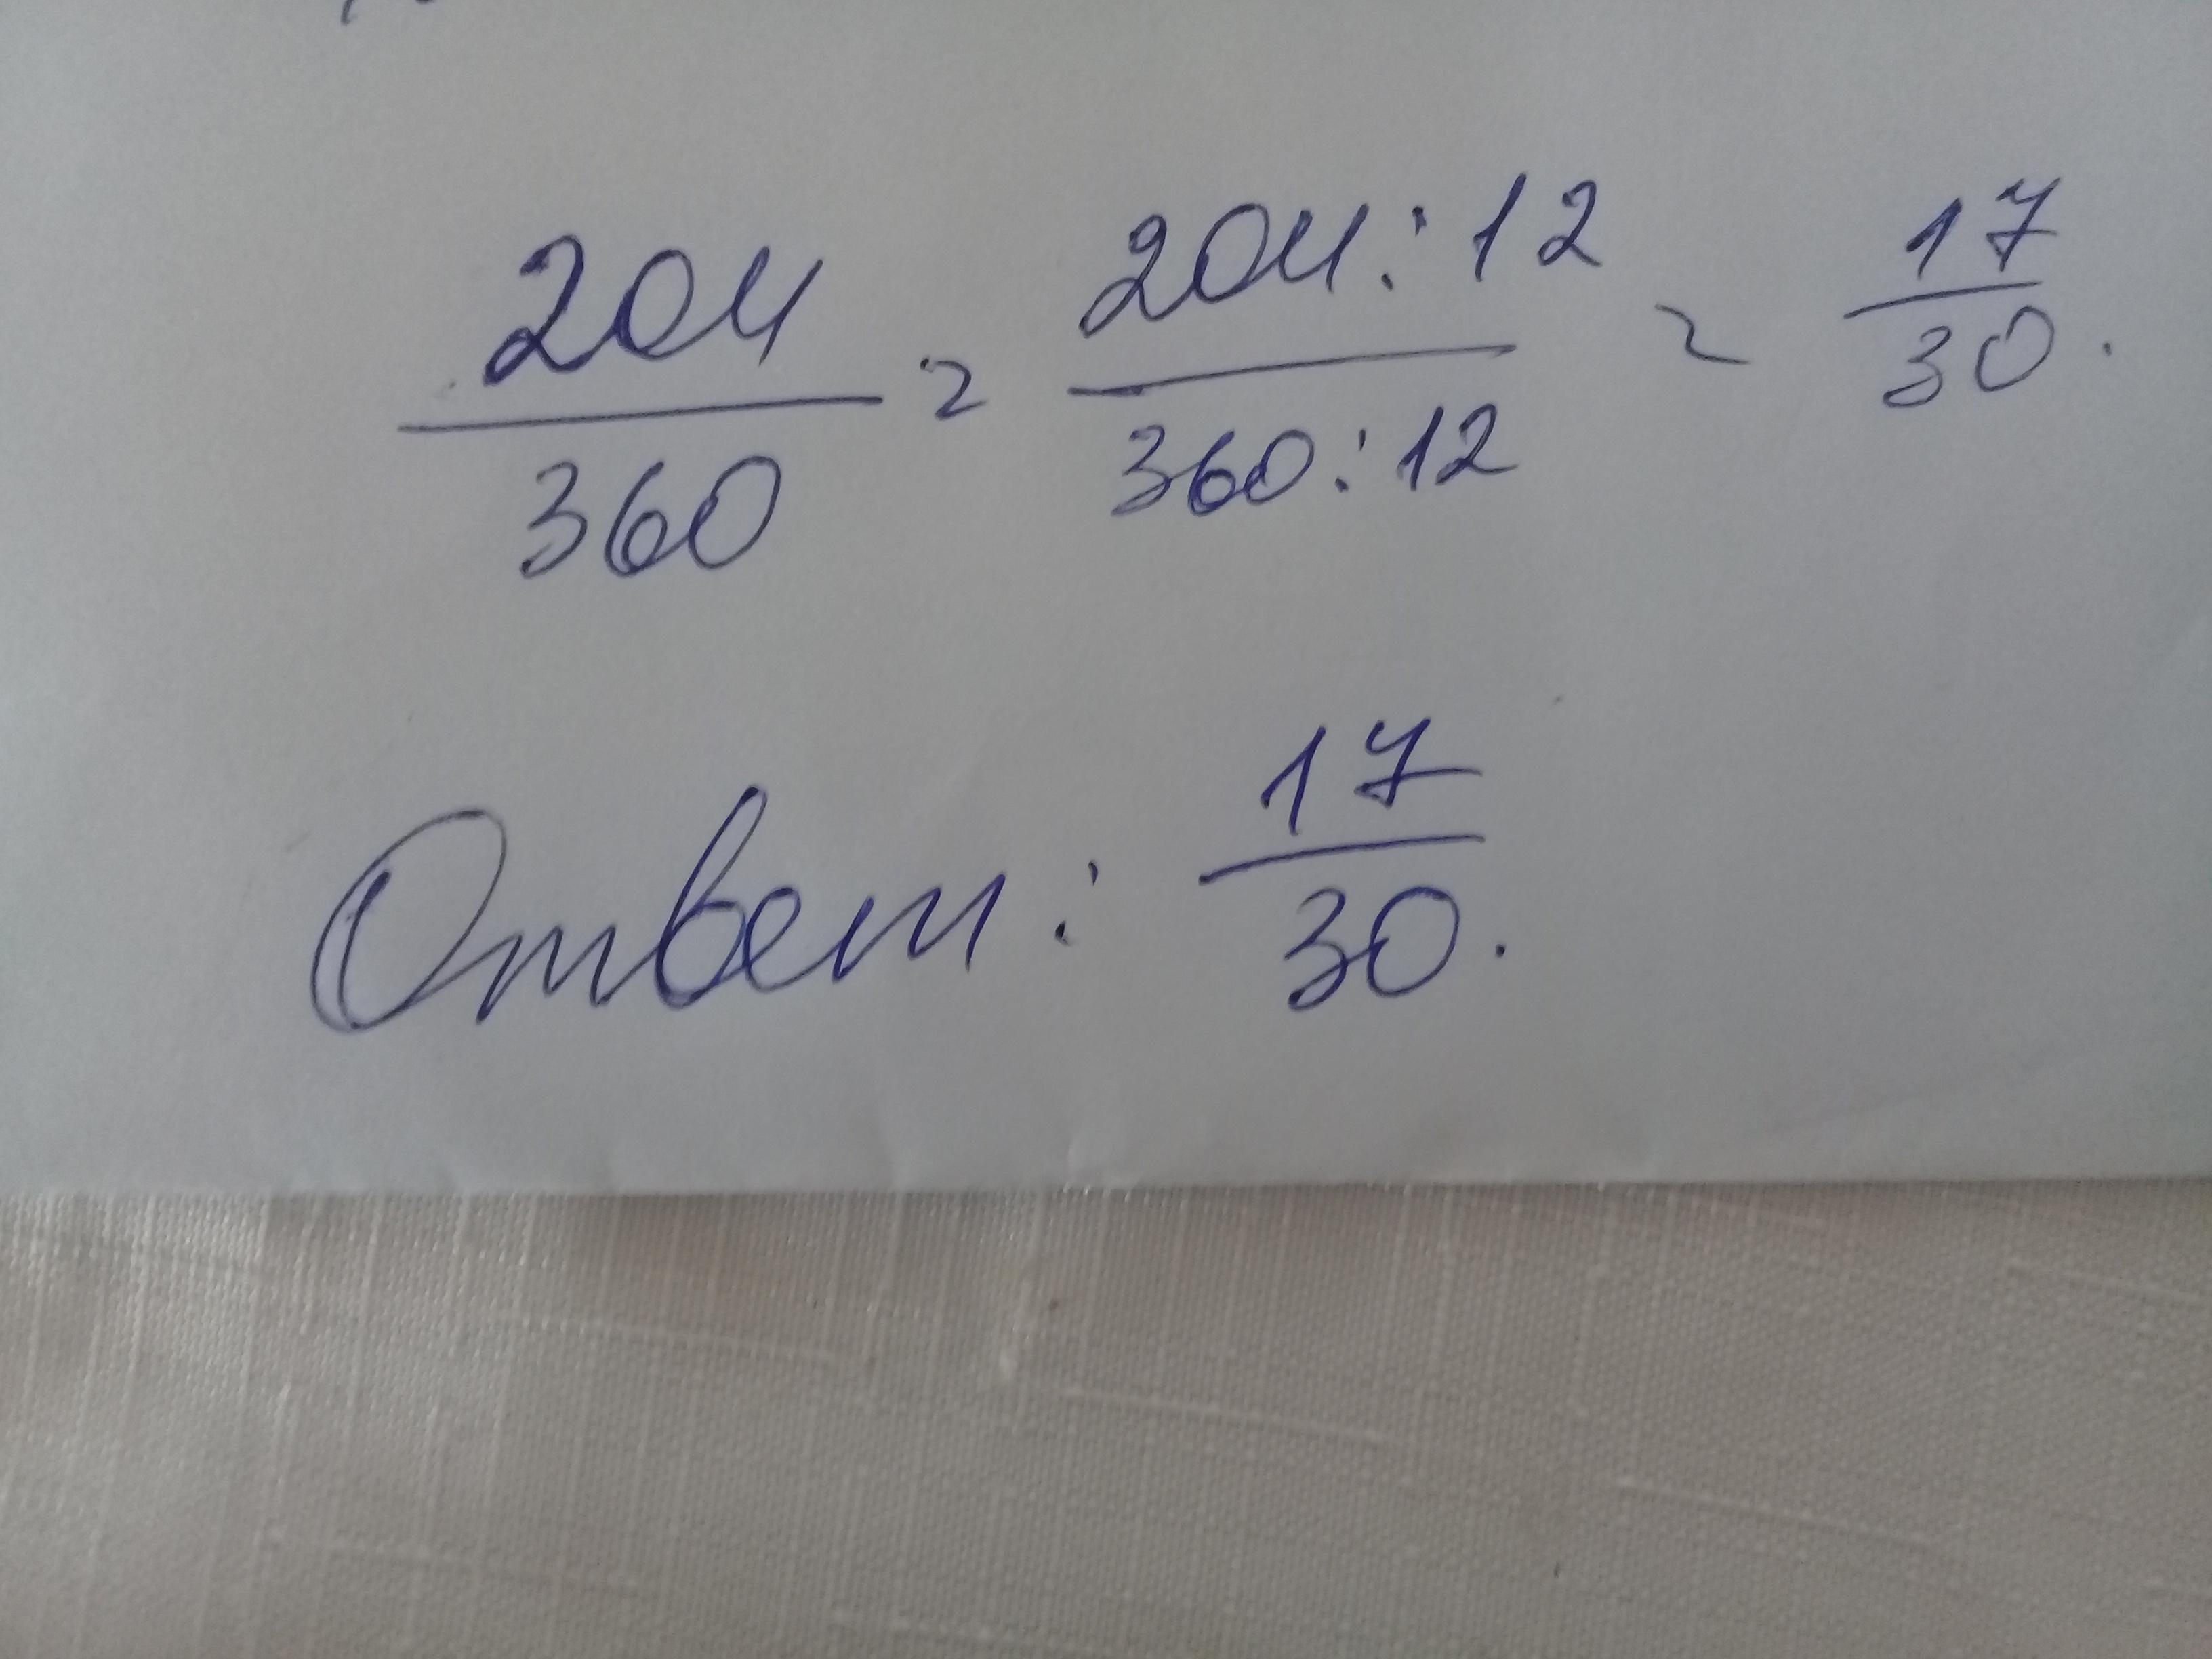 204/360 = 204:12/360:12 = 17/30.
Ответ: 17/30.